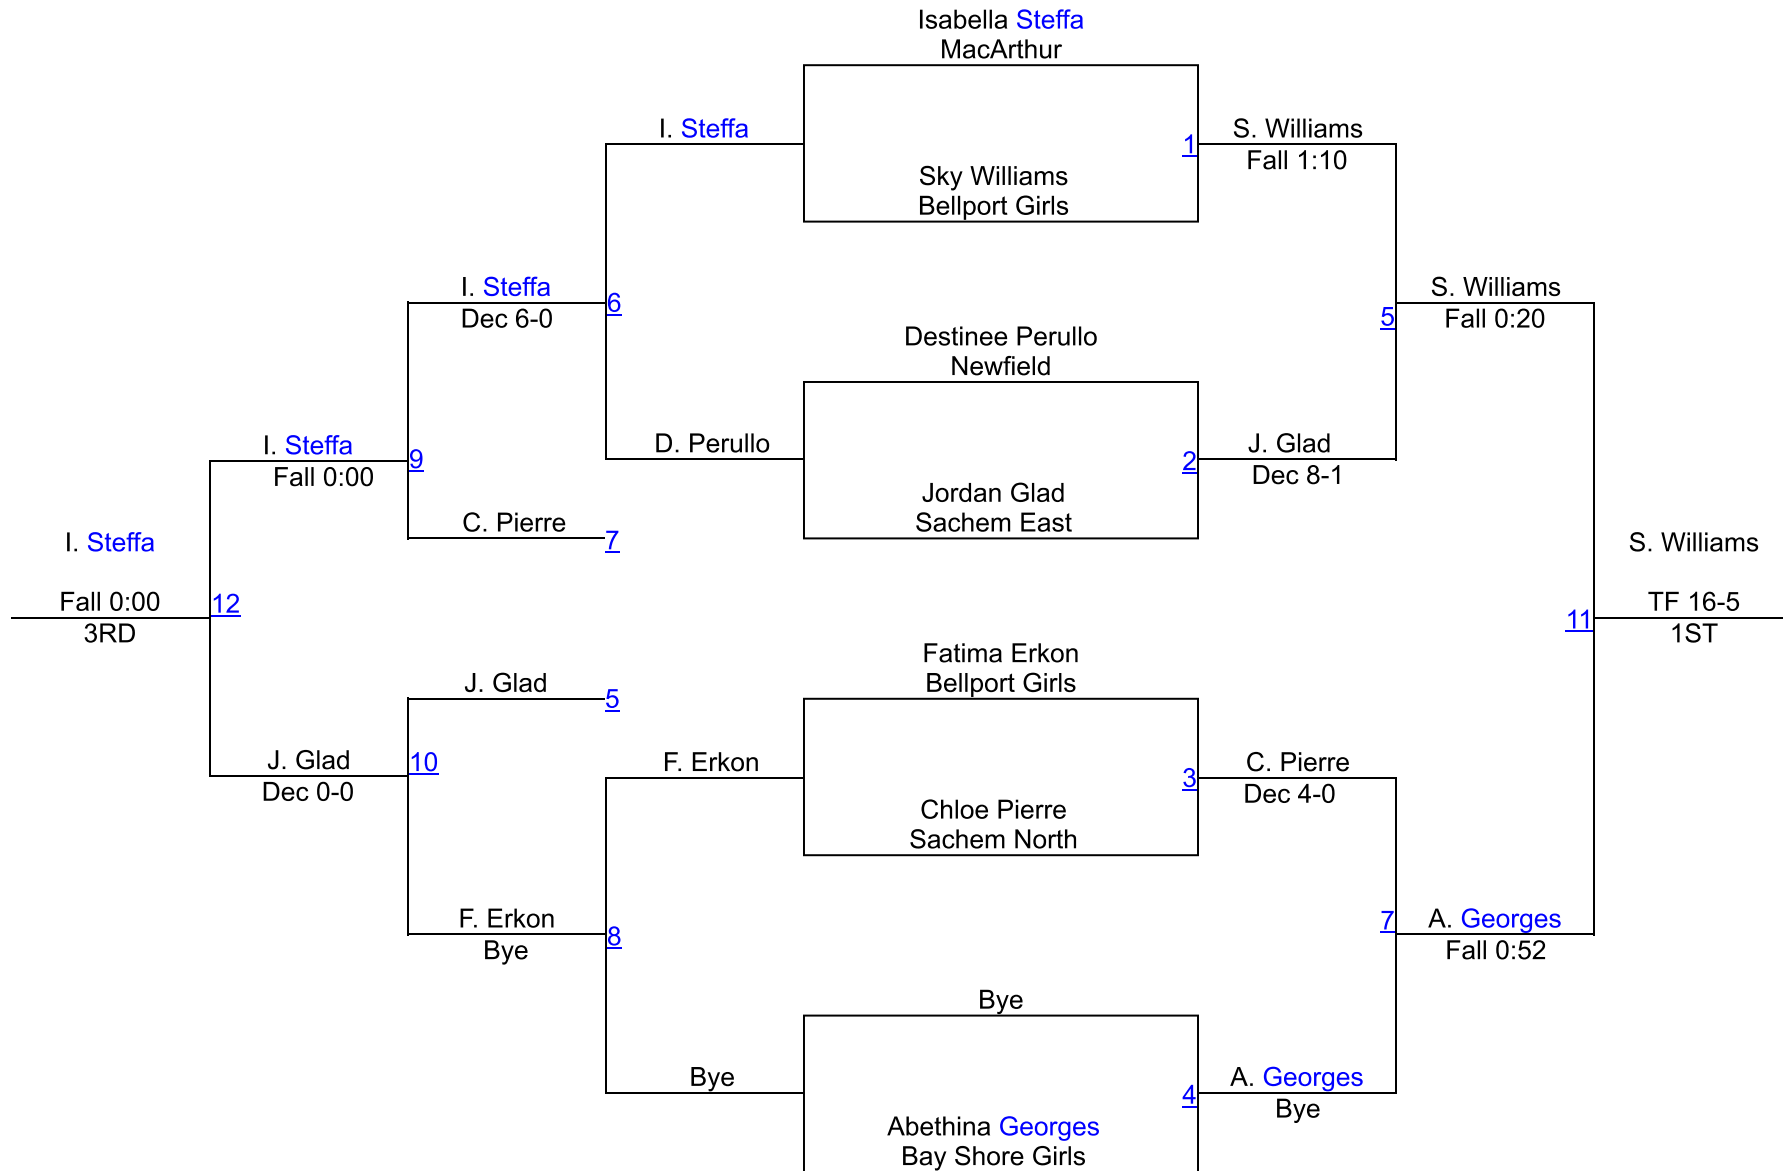 Isabella Steffa
MacArthur
I. Steffa
1
S. Williams
Fall 1:10
Sky Williams
Bellport Girls
I. Steffa
Dec 6-0
6
S. Williams
Fall 0:20
5
Destinee Perullo
Newfield
I. Steffa
Fall 0:00
9
D. Perullo
2
J. Glad
Dec 8-1
Jordan Glad
Sachem East
C. Pierre
7
I. Steffa
Fall 0:00
3RD
12
S. Williams
TF 16-5
1ST
11
Fatima Erkon
Bellport Girls
J. Glad
5
J. Glad
Dec 0-0
10
F. Erkon
3
C. Pierre
Dec 4-0
Chloe Pierre
Sachem North
F. Erkon
Bye
8
7
A. Georges
Fall 0:52
Bye
Bye
4
A. Georges
Bye
Abethina Georges
Bay Shore Girls